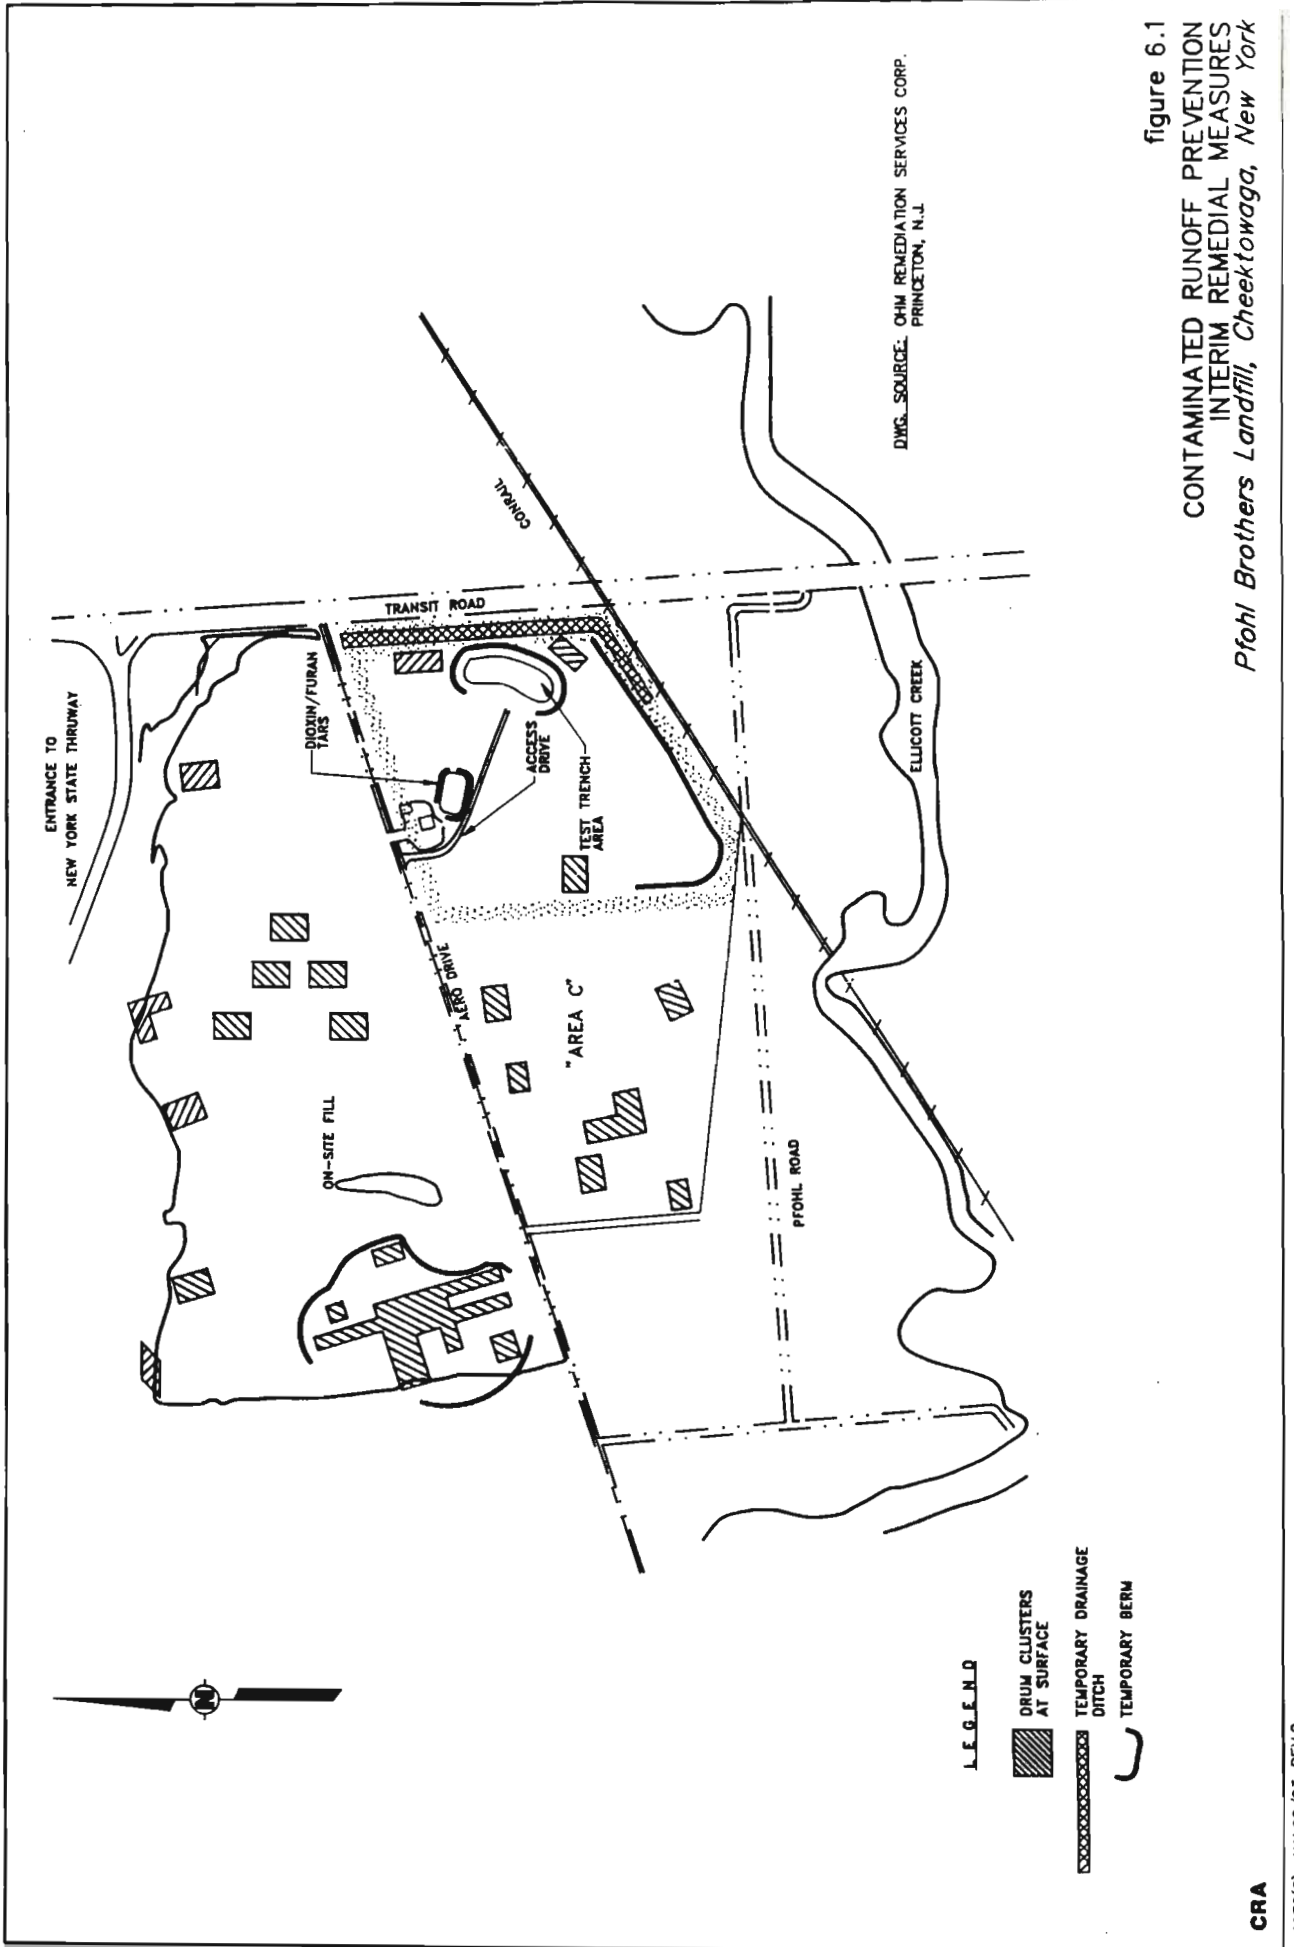 ENTRANCE TO
NEW YORK STATE THRUWAY
N
DIOXIN/FURAN
TARS
TRANSIT ROAD
CONRAIL
ACCESS
DRIVE
TEST TRENCH
AREA
AERO DRIVE
ON-SITE FILL
"AREA C"
PFOHL ROAD
ELLICOTT CREEK
DWG. SOURCE: OHM REMEDIATION SERVICES CORP.
PRINCETON, N.J.
LEGEND
DRUM CLUSTERS
AT SURFACE
TEMPORARY DRAINAGE
DITCH
TEMPORARY BERM
figure 6.1
CONTAMINATED RUNOFF PREVENTION
INTERIM REMEDIAL MEASURES
Pfohl Brothers Landfill, Cheektowaga, New York
CRA